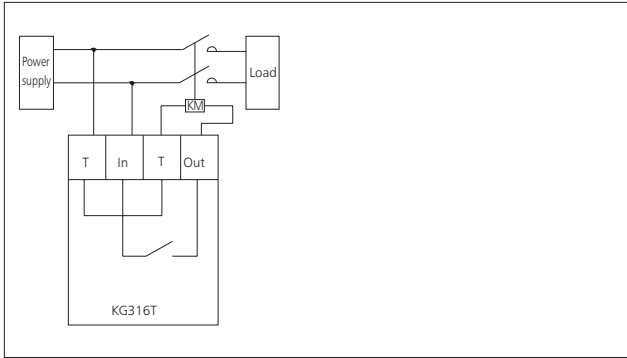 Power
supply
Load
KM
T
In
T
Out
KG316T